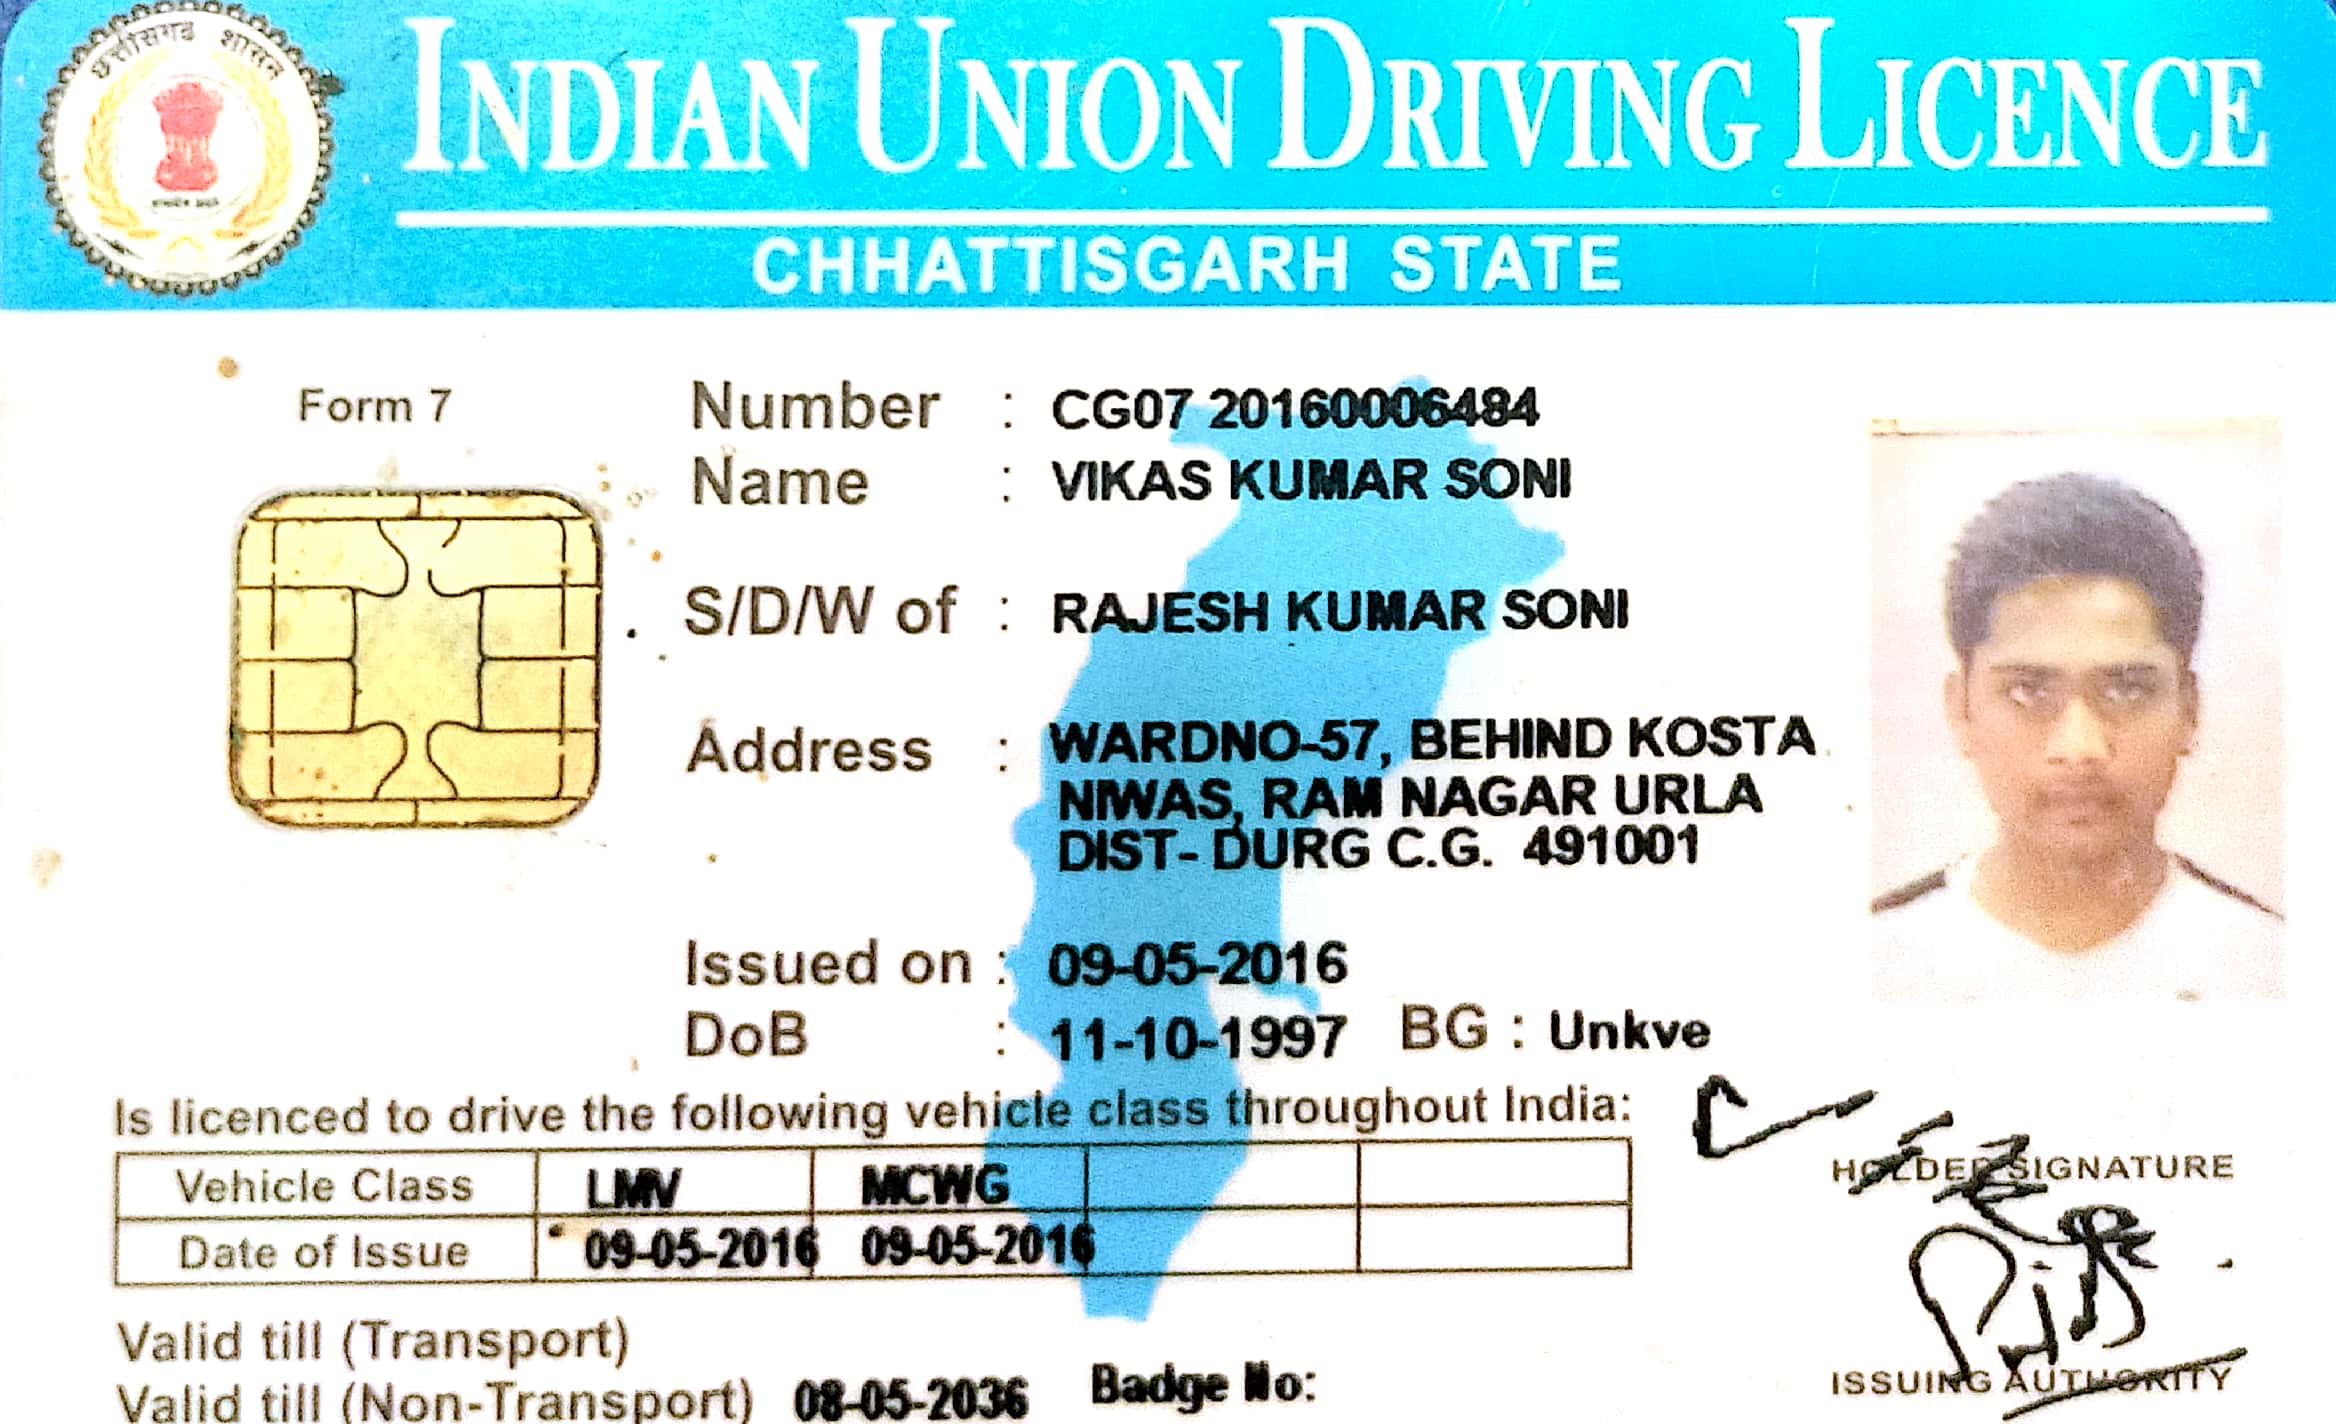 छत्तीसगढ़ शासन
INDIAN UNION DRIVING LICENCE
CHHATTISGARH STATE
Form 7
Number : CG07 20160006484
Name : VIKAS KUMAR SONI
S/D/W of : RAJESH KUMAR SONI
Address : WARDNO-57, BEHIND KOSTA
NIWAS, RAM NAGAR URLA
DIST- DURG C.G. 491001
Issued on : 09-05-2016
DoB : 11-10-1997 BG : Unkve
Is licenced to drive the following vehicle class throughout India:
Vehicle Class LMV MCWG
Date of Issue 09-05-2016 09-05-2016
HOLDER SIGNATURE
Valid till (Transport)
Valid till (Non-Transport) 08-05-2036 Badge No:
ISSUING AUTHORITY